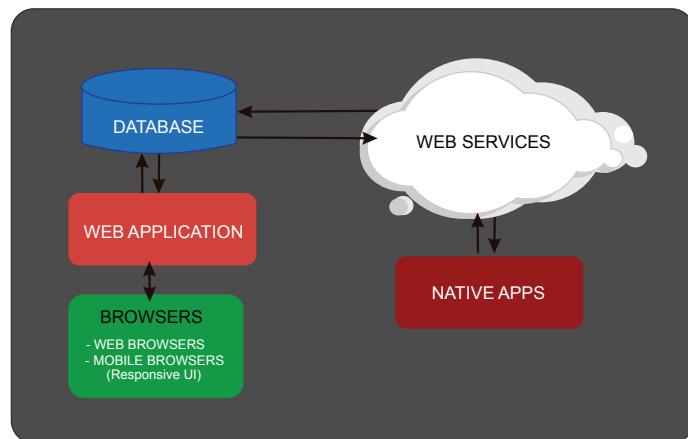 DATABASE
WEB SERVICES
WEB APPLICATION
NATIVE APPS
BROWSERS
- WEB BROWSERS
- MOBILE BROWSERS
(Responsive UI)